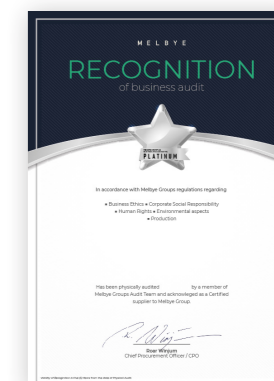 MELBYE
RECOGNITION
of business audit
PLATINUM
In accordance with Melbye Groups regulations regarding
● Business Ethics ● Corporate Social Responsibility
● Human Rights ● Environmental aspects
● Production
Has been physically audited by a member of
Melbye Groups Audit Team and acknowleged as a Certified
supplier to Melbye Group.
Roar Winjum
Chief Procurement Officer / CPO